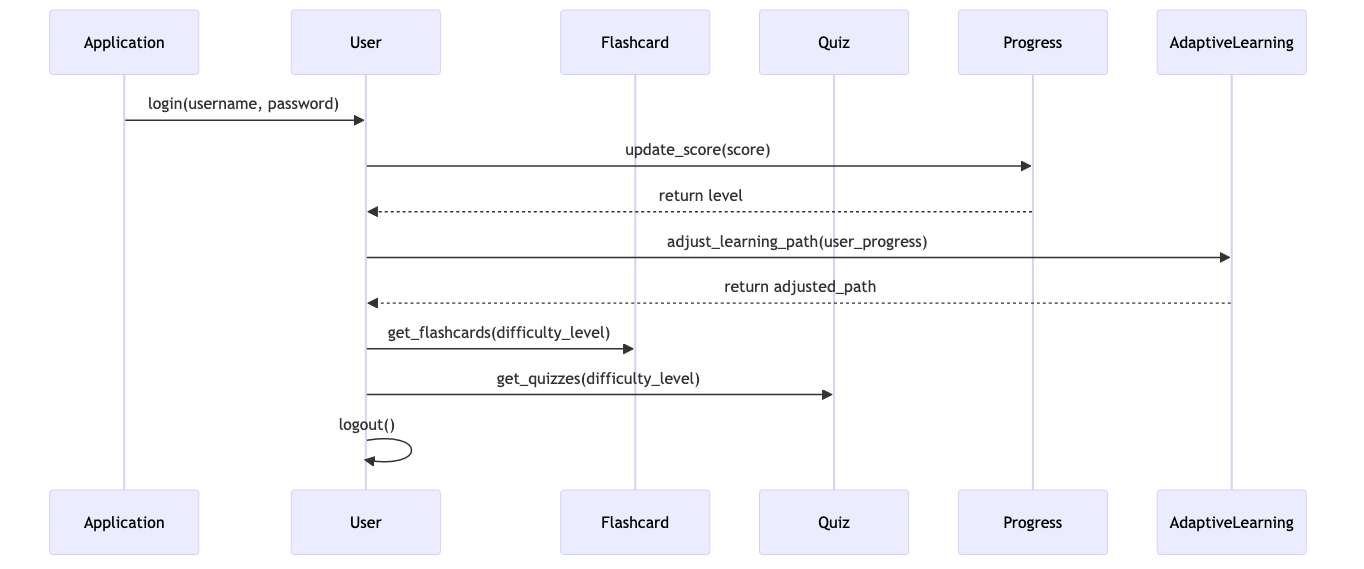 Application
User
Flashcard
Quiz
Progress
AdaptiveLearning
login(username, password)
update_score(score)
return level
adjust_learning_path(user_progress)
return adjusted_path
get_flashcards(difficulty_level)
get_quizzes(difficulty_level)
logout()
Application
User
Flashcard
Quiz
Progress
AdaptiveLearning